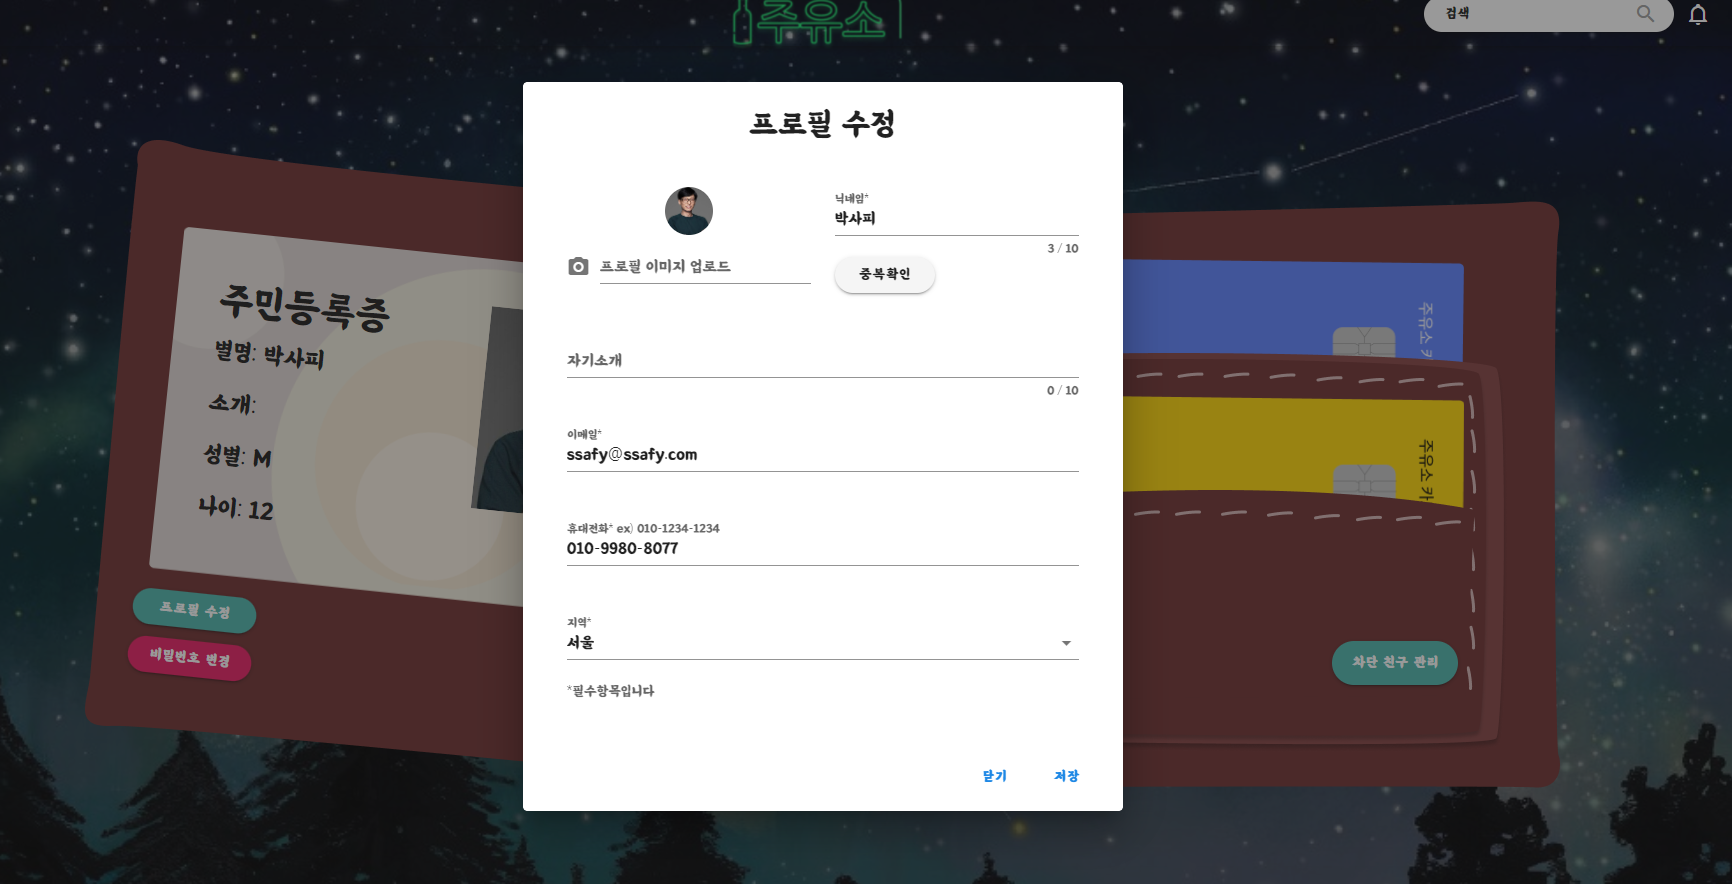 주유소
검색
프로필 수정
닉네임*
박사피
3 / 10
프로필 이미지 업로드
중복확인
자기소개
0 / 10
이메일*
ssafy@ssafy.com
휴대전화* ex) 010-1234-1234
010-9980-8077
지역*
서울
*필수항목입니다
닫기
저장
주민등록증
별명: 박사피
소개:
성별: M
나이: 12
프로필 수정
비밀번호 변경
주유소 카
주유소 카
차단 친구 관리